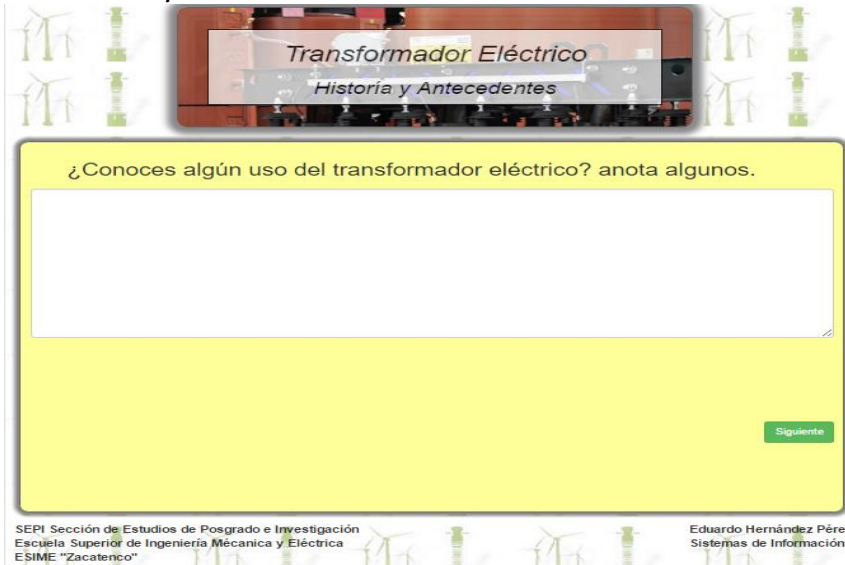 Transformador Eléctrico
Historia y Antecedentes
¿Conoces algún uso del transformador eléctrico? anota algunos.
Siguiente
SEPI Sección de Estudios de Posgrado e Investigación
Escuela Superior de Ingeniería Mécanica y Eléctrica
ESIME "Zacatenco"
Eduardo Hernández Pére
Sistemas de Información